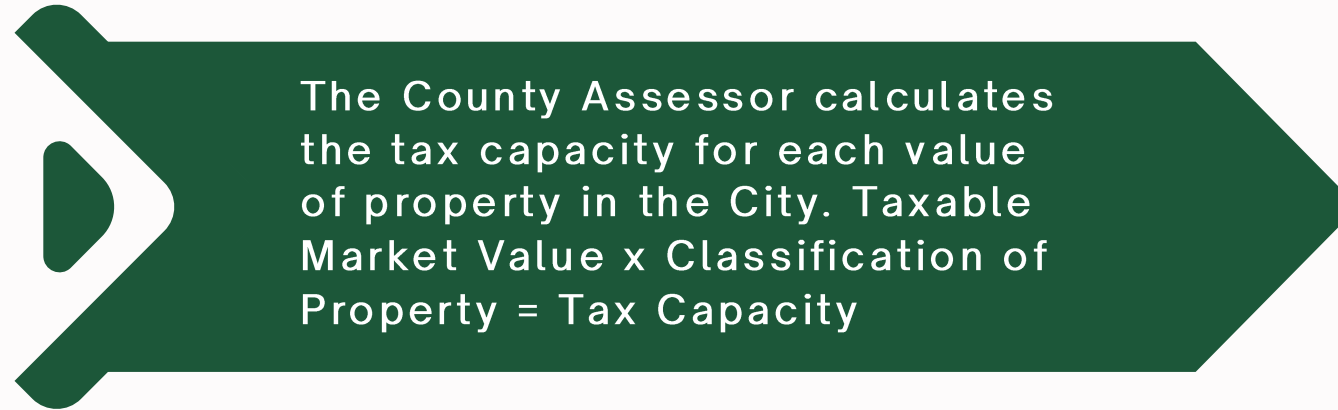 The County Assessor calculates
the tax capacity for each value
of property in the City. Taxable
Market Value x Classification of
Property = Tax Capacity